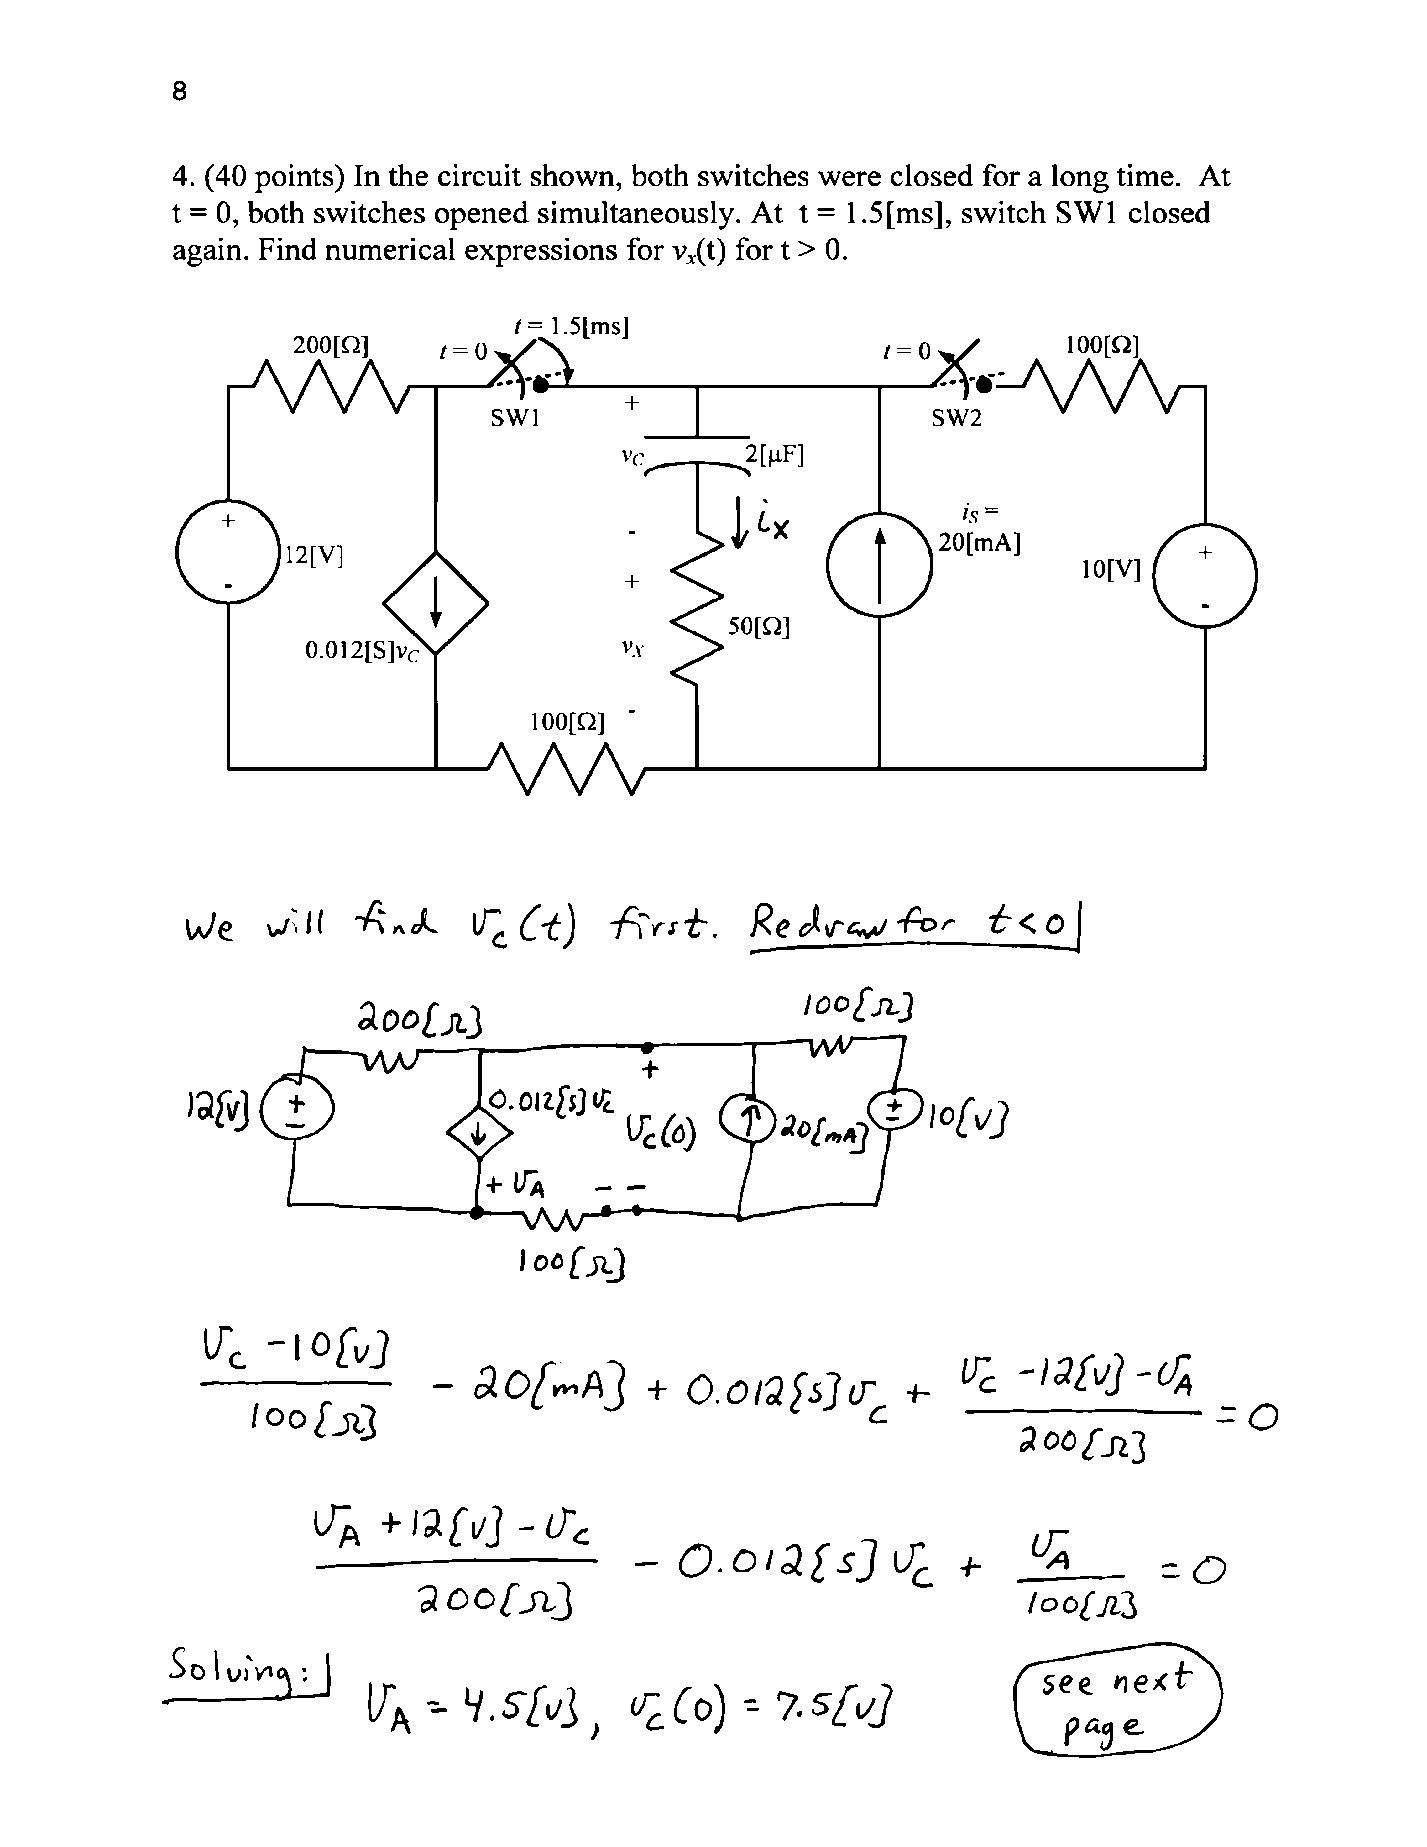 8
4. (40 points) In the circuit shown, both switches were closed for a long time. At
t = 0, both switches opened simultaneously. At t = 1.5[ms], switch SW1 closed
again. Find numerical expressions for vx(t) for t > 0.
t = 1.5[ms]
200[Ω]
t = 0
t = 0
100[Ω]
SW1
+
SW2
vC
2[μF]
+
ix
iS =
-
20[mA]
12[V]
+
10[V]
+
-
50[Ω]
-
0.012[S]vC
vX
100[Ω]
-
We will find vc(t) first. Redraw for t<0
200[Ω]
100[Ω]
+
12[V]
+
-
0.012[S]vc
vc(0)
20[mA]
+
-
10[V]
+ vA - -
100[Ω]
vc -10[V] / 100[Ω] - 20[mA] + 0.012[S]vc + vc -12[V] - vA / 200[Ω] = 0
vA +12[V] - vc / 200[Ω] - 0.012[S]vc + vA / 100[Ω] = 0
Solving:
vA = 4.5[V], vc(0) = 7.5[V]
see next
page